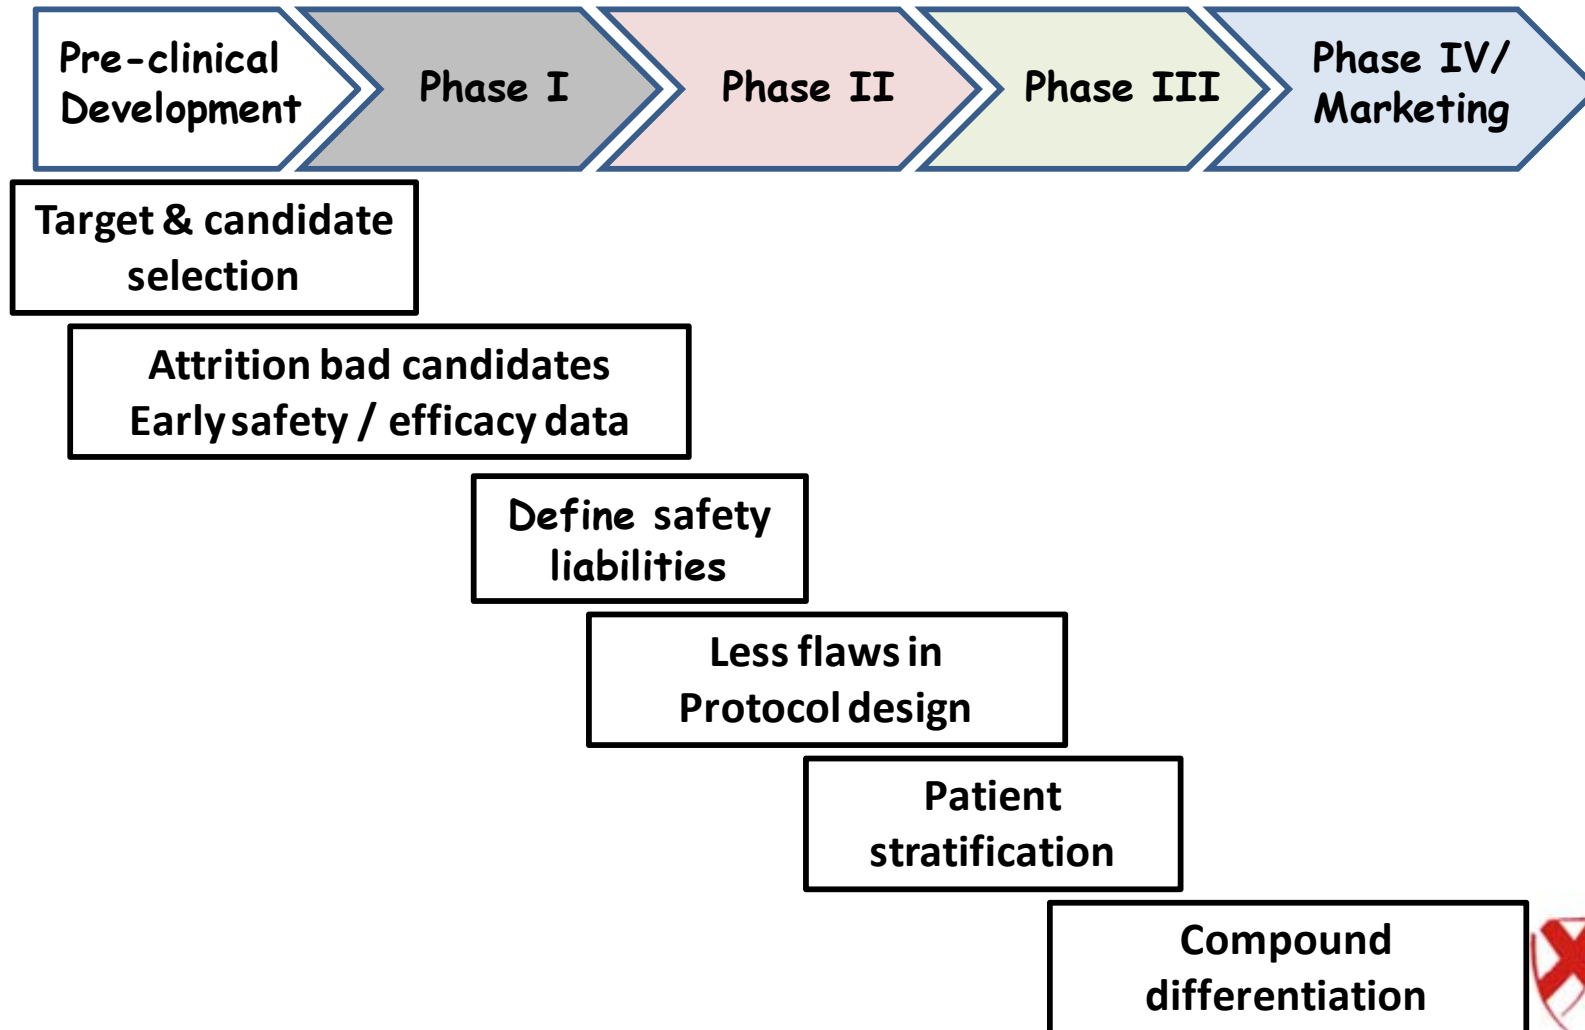 Pre-clinical
Development
Phase I
Phase II
Phase III
Phase IV/
Marketing
Target & candidate
selection
Attrition bad candidates
Early safety / efficacy data
Define safety
liabilities
Less flaws in
Protocol design
Patient
stratification
Compound
differentiation